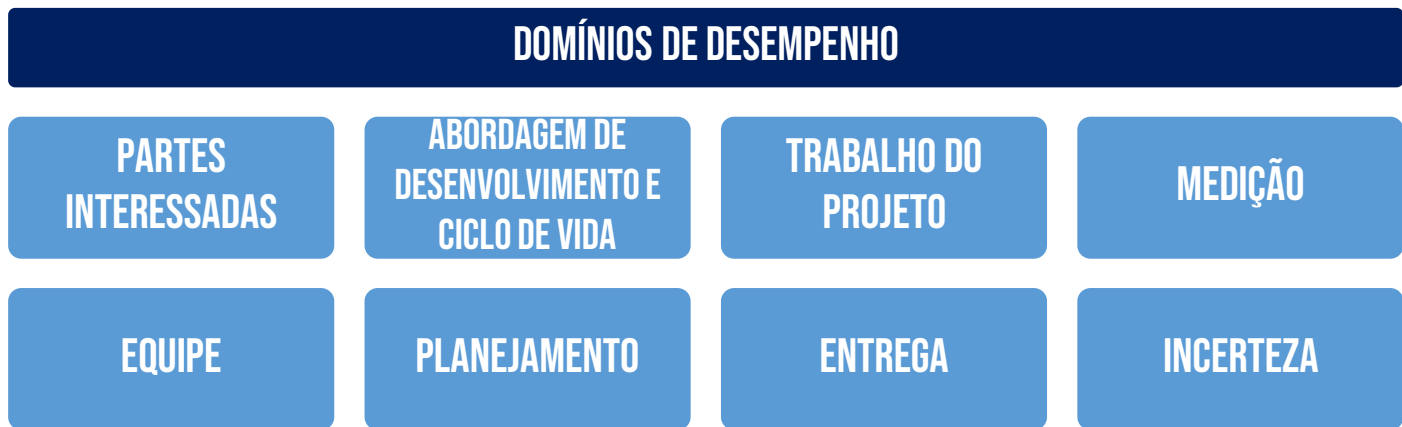 DOMÍNIOS DE DESEMPENHO
PARTES
INTERESSADAS
ABORDAGEM DE
DESENVOLVIMENTO E
CICLO DE VIDA
TRABALHO DO
PROJETO
MEDIÇÃO
EQUIPE
PLANEJAMENTO
ENTREGA
INCERTEZA